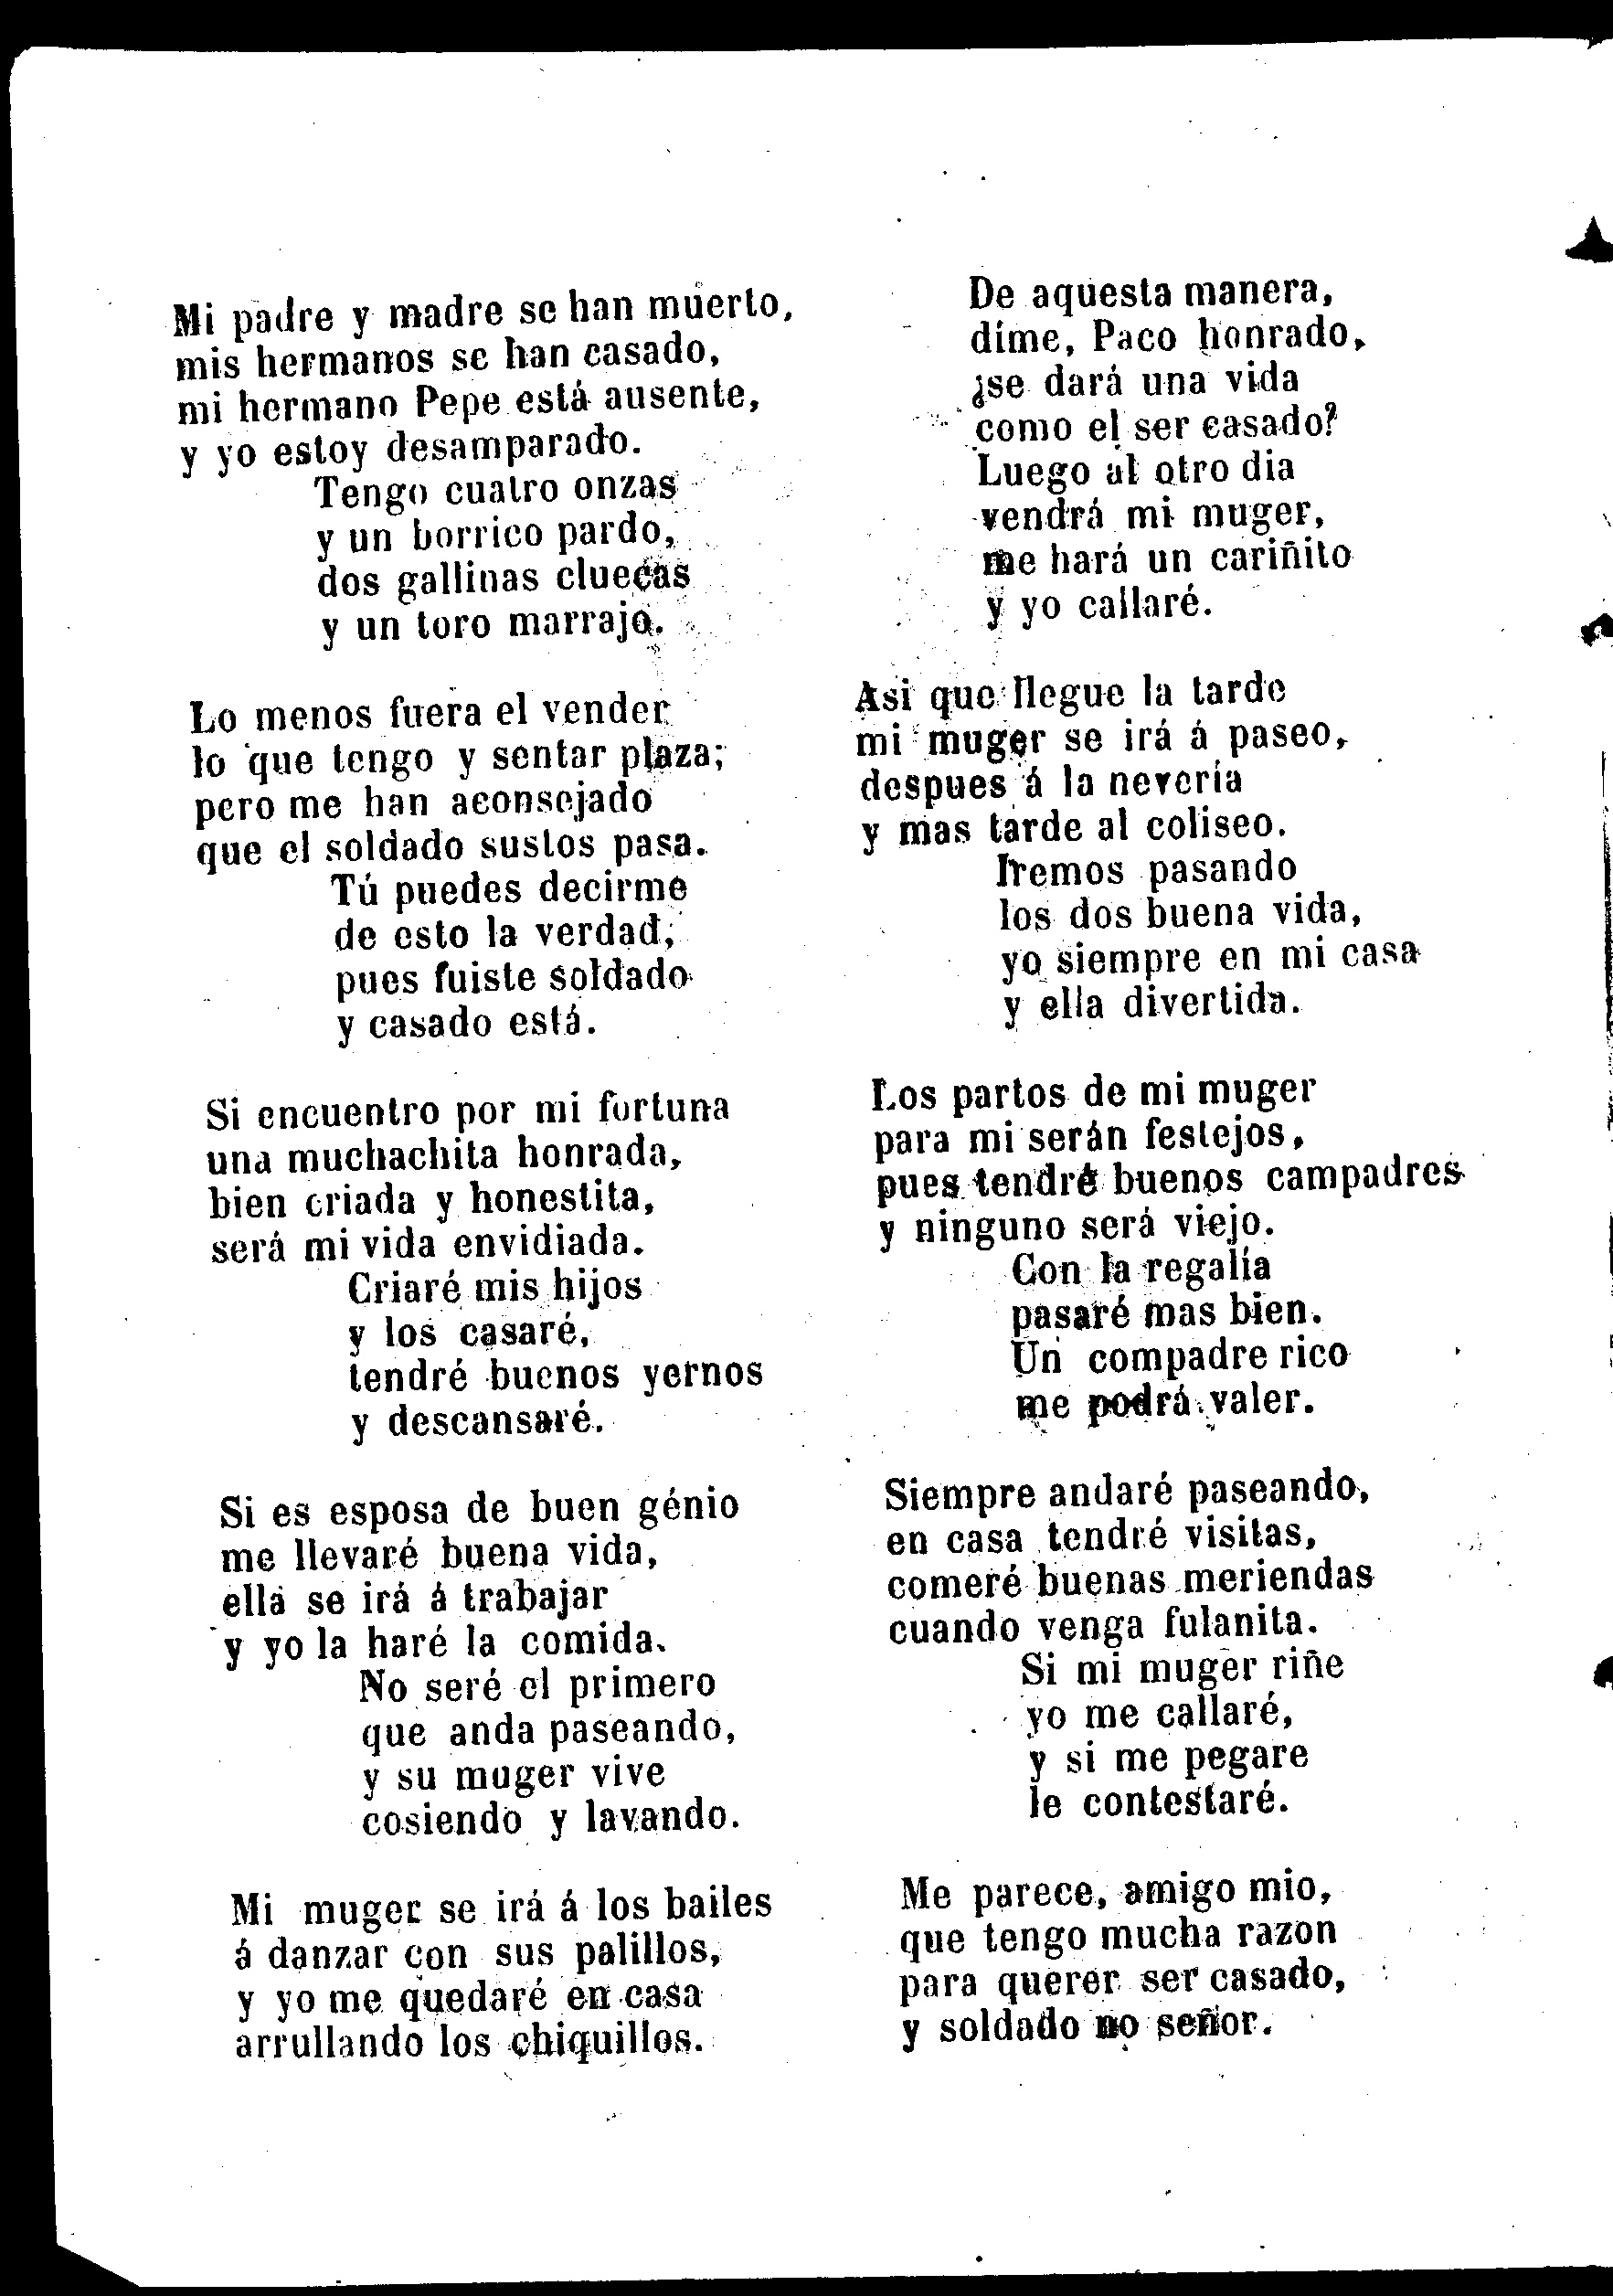 Mi padre y madre se han muerto,
mis hermanos se han casado,
mi hermano Pepe está ausente,
y yo estoy desamparado.
Tengo cuatro onzas
y un borrico pardo,
dos gallinas cluecas
y un toro marrajo.
Lo menos fuera el vender
lo que tengo y sentar plaza;
pero me han aconsejado
que el soldado sustos pasa.
Tú puedes decirme
de esto la verdad,
pues fuiste soldado
y casado está.
Si encuentro por mi fortuna
una muchachita honrada,
bien criada y honestita,
será mi vida envidiada.
Criaré mis hijos
y los casaré,
tendré buenos yernos
y descansaré.
Si es esposa de buen génio
me llevaré buena vida,
ella se irá á trabajar
y yo la haré la comida.
No seré el primero
que anda paseando,
y su muger vive
cosiendo y lavando.
Mi muger se irá á los bailes
á danzar con sus palillos,
y yo me quedaré en casa
arrullando los chiquillos.
De aquesta manera,
dime, Paco honrado,
¿se dará una vida
como el ser casado?
Luego al otro dia
vendrá mi muger,
me hará un cariñito
y yo callaré.
Asi que llegue la tarde
mi muger se irá á paseo,
despues á la nevería
y mas tarde al coliseo.
Iremos pasando
los dos buena vida,
yo siempre en mi casa
y ella divertida.
Los partos de mi muger
para mi serán festejos,
pues tendré buenos campadres
y ninguno será viejo.
Con la regalía
pasaré mas bien.
Un compadre rico
me podrá valer.
Siempre andaré paseando,
en casa tendré visitas,
comeré buenas meriendas
cuando venga fulanita.
Si mi muger riñe
yo me callaré,
y si me pegare
le contestaré.
Me parece, amigo mio,
que tengo mucha razon
para querer ser casado,
y soldado no señor.